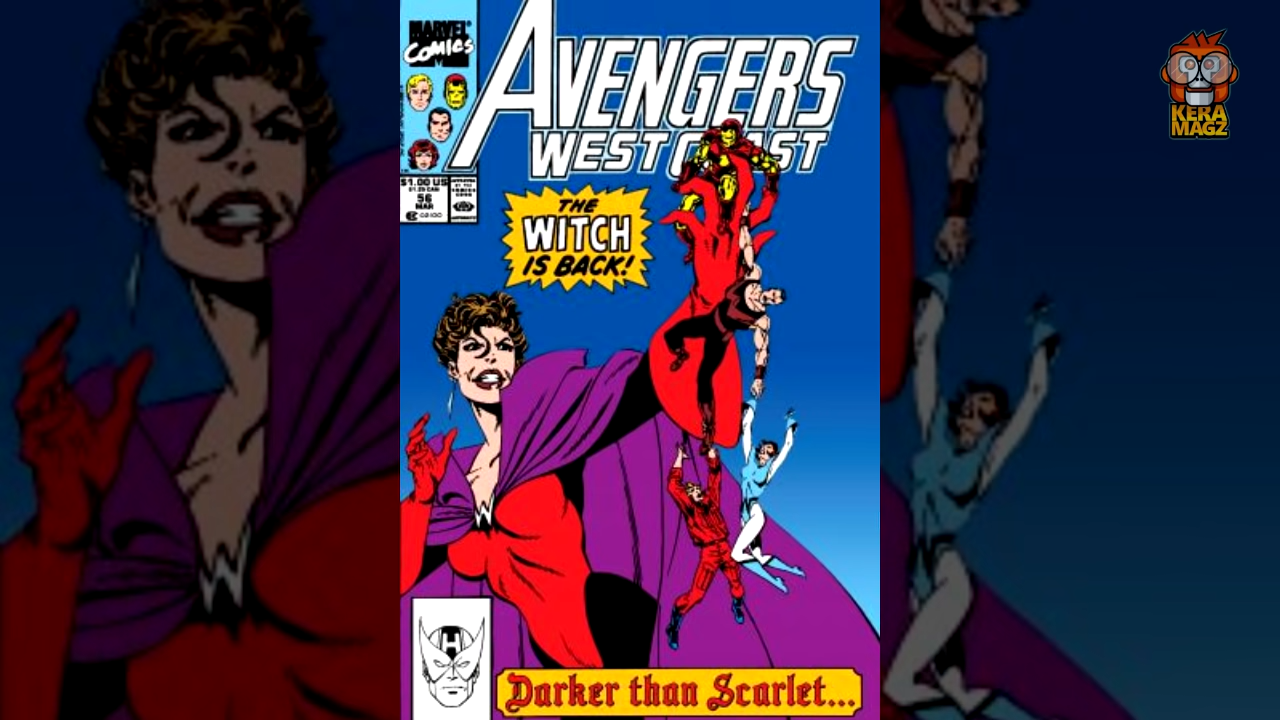 MARVEL®
COMICS
AVENGERS
WEST COAST
$1.00 US
56
MAR
THE
WITCH
IS BACK!
KERA
MAGZ
W
H
Darker than Scarlet...